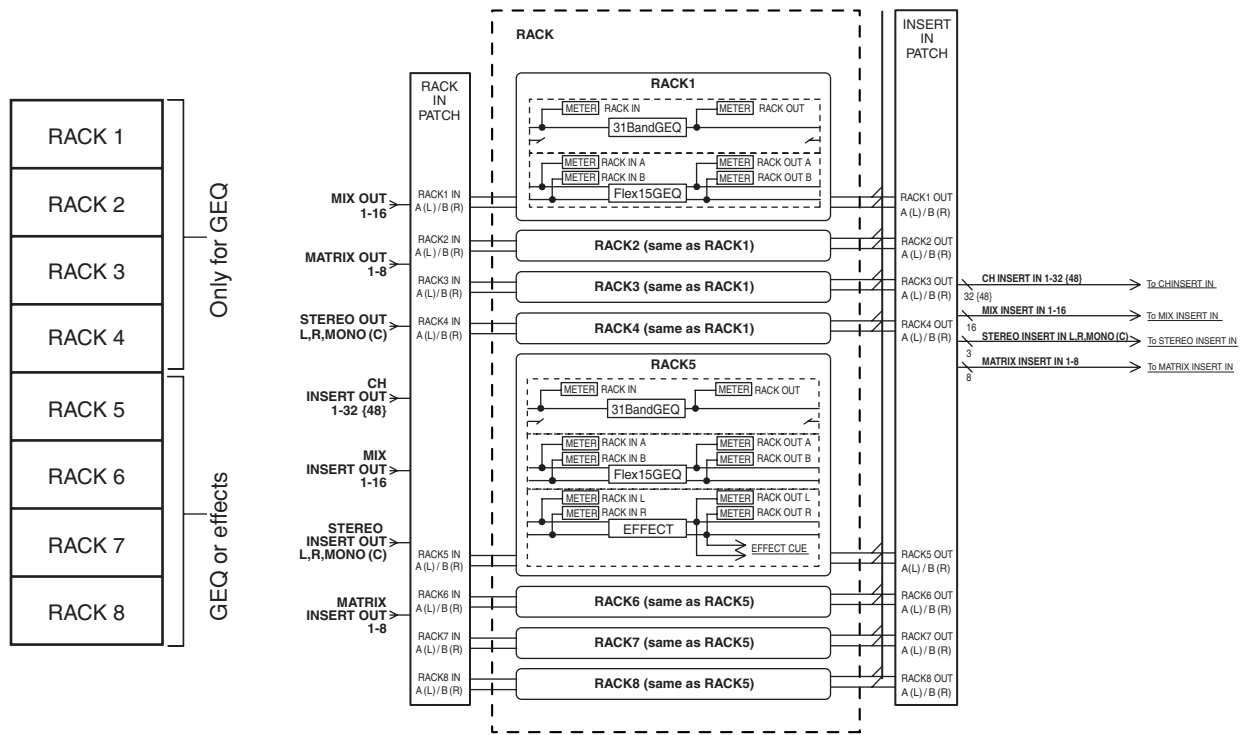 RACK 1
RACK 2
RACK 3
RACK 4
RACK 5
RACK 6
RACK 7
RACK 8
Only for GEQ
GEQ or effects
MIX OUT
1-16
MATRIX OUT
1-8
STEREO OUT
L,R,MONO (C)
CH
INSERT OUT
1-32 {48}
MIX
INSERT OUT
1-16
STEREO
INSERT OUT
L,R,MONO (C)
MATRIX
INSERT OUT
1-8
RACK
IN
PATCH
RACK1 IN
A (L) / B (R)
RACK2 IN
A (L) / B (R)
RACK3 IN
A (L) / B (R)
RACK4 IN
A (L) / B (R)
RACK5 IN
A (L) / B (R)
RACK6 IN
A (L) / B (R)
RACK7 IN
A (L) / B (R)
RACK8 IN
A (L) / B (R)
RACK
RACK1
METER RACK IN METER RACK OUT
31BandGEQ
METER RACK IN A METER RACK OUT A
METER RACK IN B METER RACK OUT B
Flex15GEQ
RACK2 (same as RACK1)
RACK3 (same as RACK1)
RACK4 (same as RACK1)
RACK5
METER RACK IN METER RACK OUT
31BandGEQ
METER RACK IN A METER RACK OUT A
METER RACK IN B METER RACK OUT B
Flex15GEQ
METER RACK IN L METER RACK OUT L
METER RACK IN R METER RACK OUT R
EFFECT
EFFECT CUE
RACK6 (same as RACK5)
RACK7 (same as RACK5)
RACK8 (same as RACK5)
INSERT
IN
PATCH
RACK1 OUT
A (L) / B (R)
RACK2 OUT
A (L) / B (R)
RACK3 OUT
A (L) / B (R)
RACK4 OUT
A (L) / B (R)
RACK5 OUT
A (L) / B (R)
RACK6 OUT
A (L) / B (R)
RACK7 OUT
A (L) / B (R)
RACK8 OUT
A (L) / B (R)
CH INSERT IN 1-32 {48} To CHINSERT IN
32 {48}
MIX INSERT IN 1-16 To MIX INSERT IN
16
STEREO INSERT IN L,R,MONO (C) To STEREO INSERT IN
3
MATRIX INSERT IN 1-8 To MATRIX INSERT IN
8